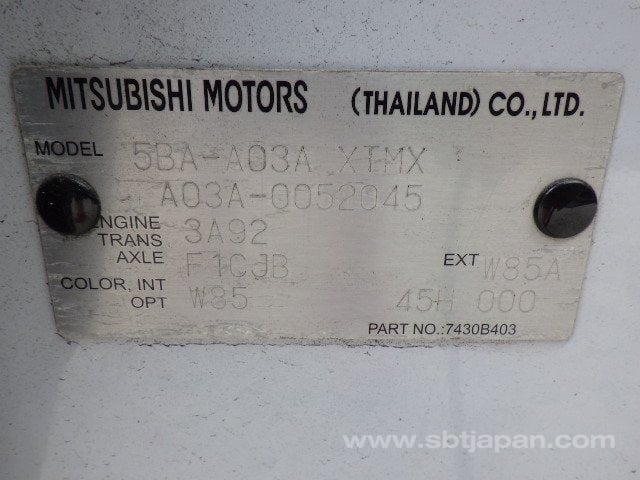 MITSUBISHI MOTORS (THAILAND) CO., LTD.
MODEL 5BA-A03A XTMX
A03A-0052045
ENGINE 3A92
TRANS AXLE F1CJB EXT W85A
COLOR, INT OPT W85 45H 000
PART NO.:7430B403
www.sbtjapan.com